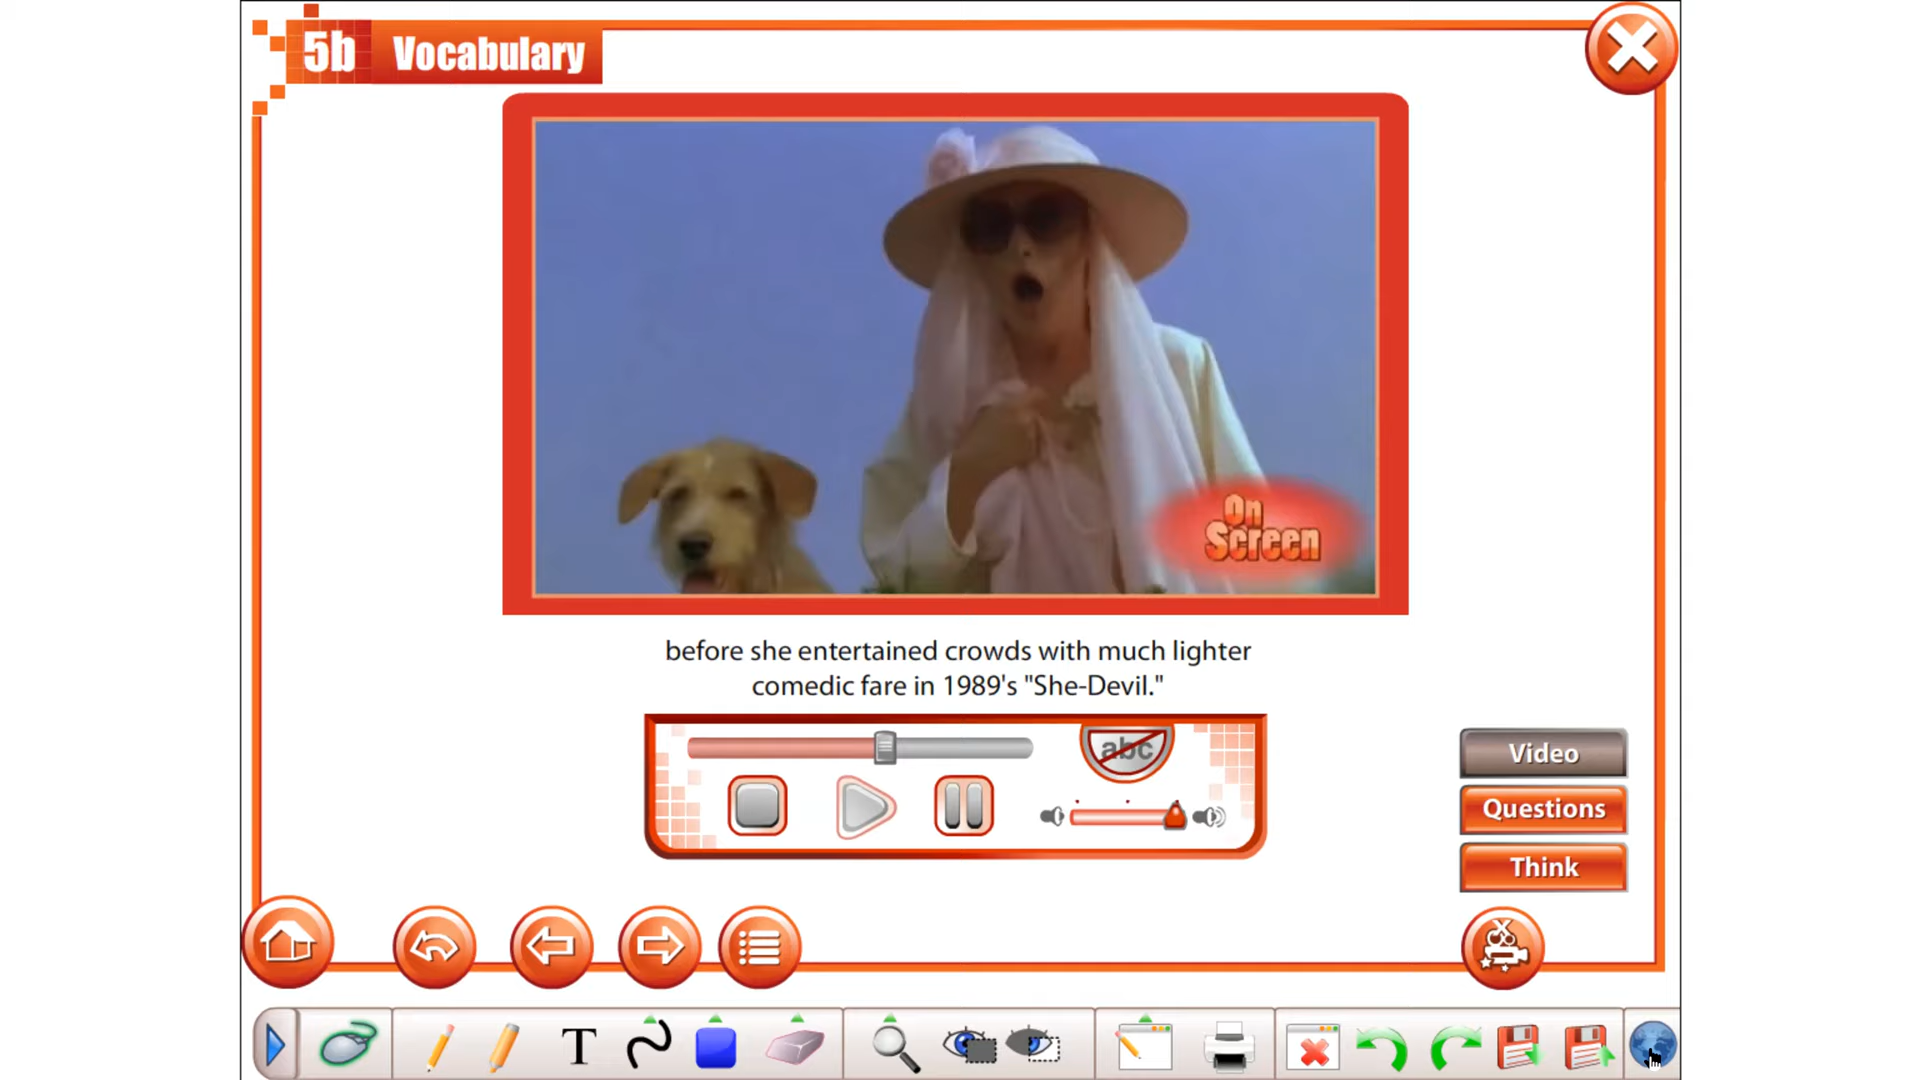 5b Vocabulary
On
Screen
before she entertained crowds with much lighter
comedic fare in 1989's "She-Devil."
abc
Video
Questions
Think
T